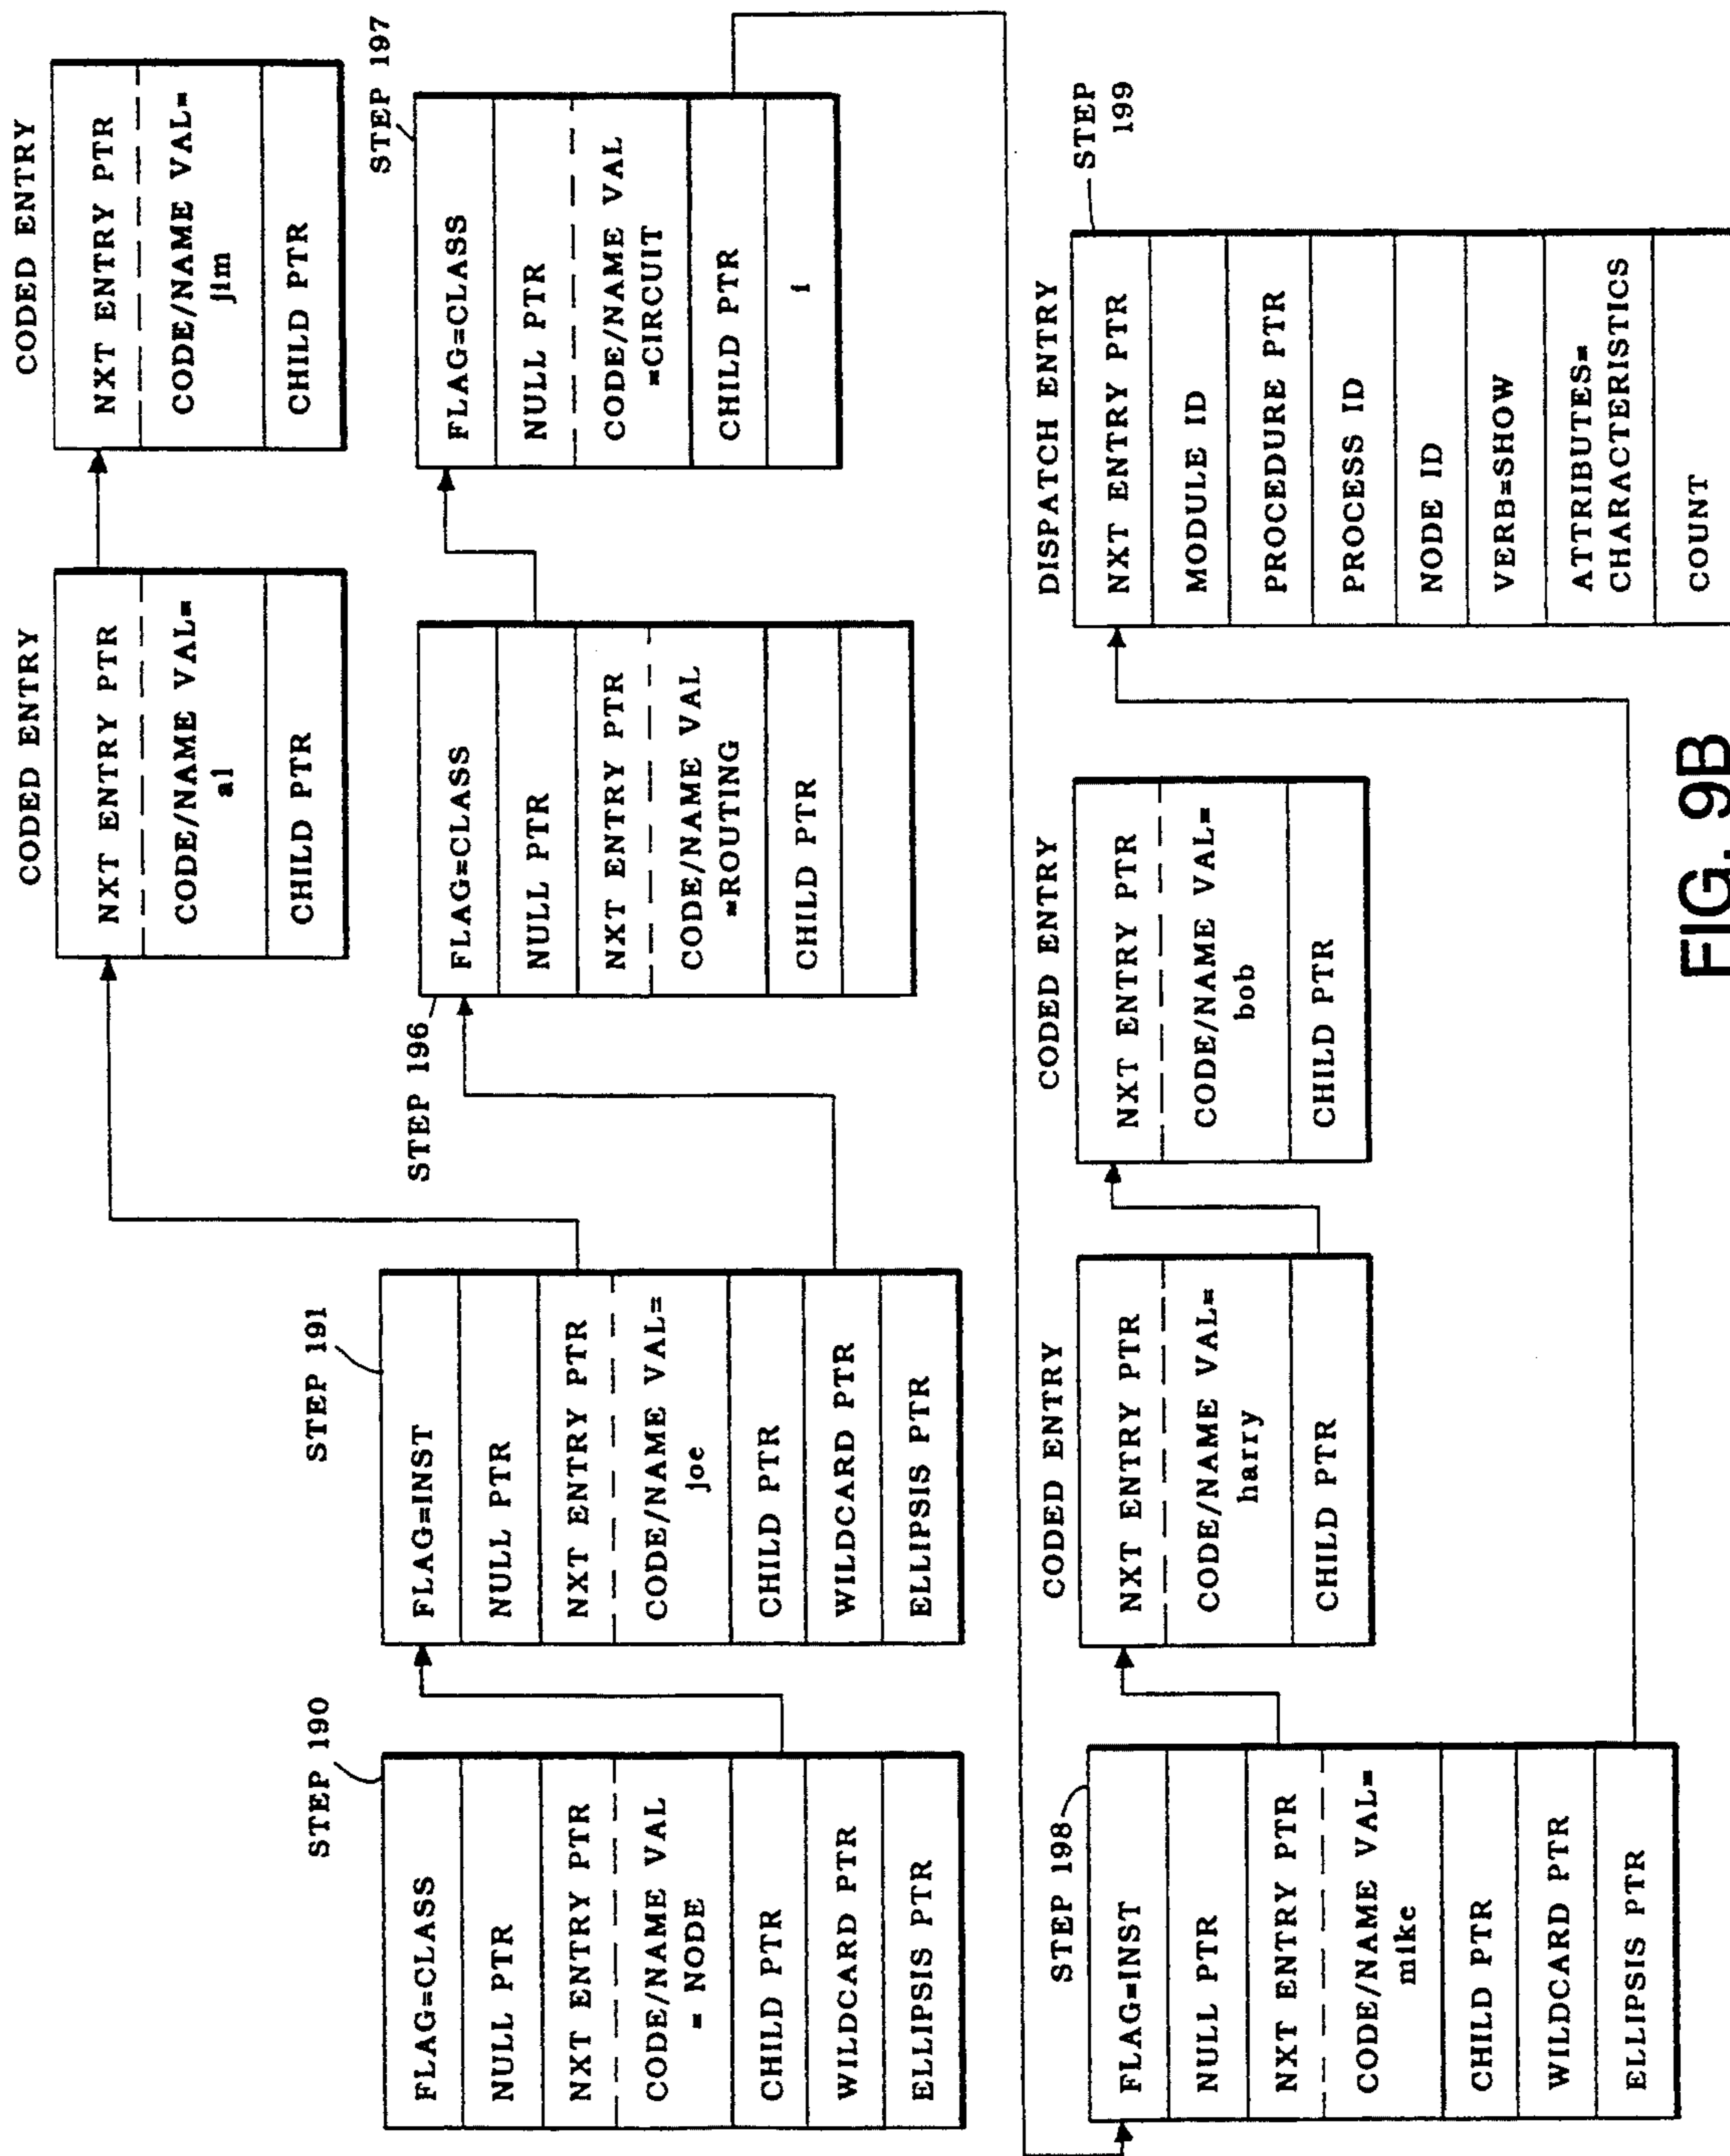 STEP 190
FLAG=CLASS
NULL PTR
NXT ENTRY PTR
CODE/NAME VAL
= NODE
CHILD PTR
WILDCARD PTR
ELLIPSIS PTR
STEP 191
FLAG=INST
NULL PTR
NXT ENTRY PTR
CODE/NAME VAL=
joe
CHILD PTR
WILDCARD PTR
ELLIPSIS PTR
CODED ENTRY
NXT ENTRY PTR
CODE/NAME VAL=
al
CHILD PTR
CODED ENTRY
NXT ENTRY PTR
CODE/NAME VAL=
jim
CHILD PTR
STEP 196
FLAG=CLASS
NULL PTR
NXT ENTRY PTR
CODE/NAME VAL
=ROUTING
CHILD PTR
STEP 197
FLAG=CLASS
NULL PTR
CODE/NAME VAL
=CIRCUIT
CHILD PTR
i
STEP 198
FLAG=INST
NULL PTR
NXT ENTRY PTR
CODE/NAME VAL=
mike
CHILD PTR
WILDCARD PTR
ELLIPSIS PTR
CODED ENTRY
NXT ENTRY PTR
CODE/NAME VAL=
harry
CHILD PTR
CODED ENTRY
NXT ENTRY PTR
CODE/NAME VAL=
bob
CHILD PTR
DISPATCH ENTRY
STEP
199
NXT ENTRY PTR
MODULE ID
PROCEDURE PTR
PROCESS ID
NODE ID
VERB=SHOW
ATTRIBUTES=
CHARACTERISTICS
COUNT
FIG. 9B